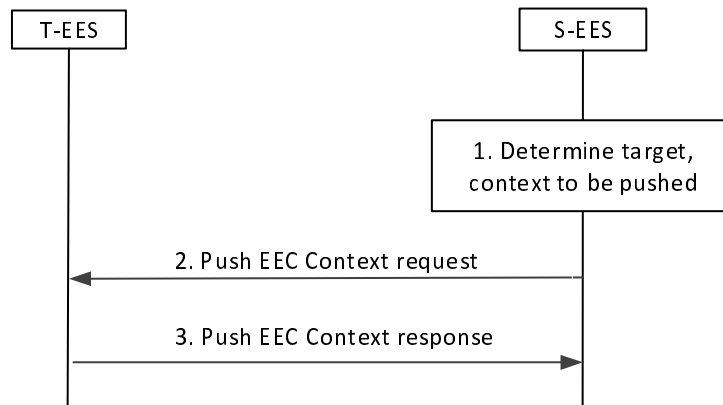 T-EES
S-EES
1. Determine target,
context to be pushed
2. Push EEC Context request
3. Push EEC Context response